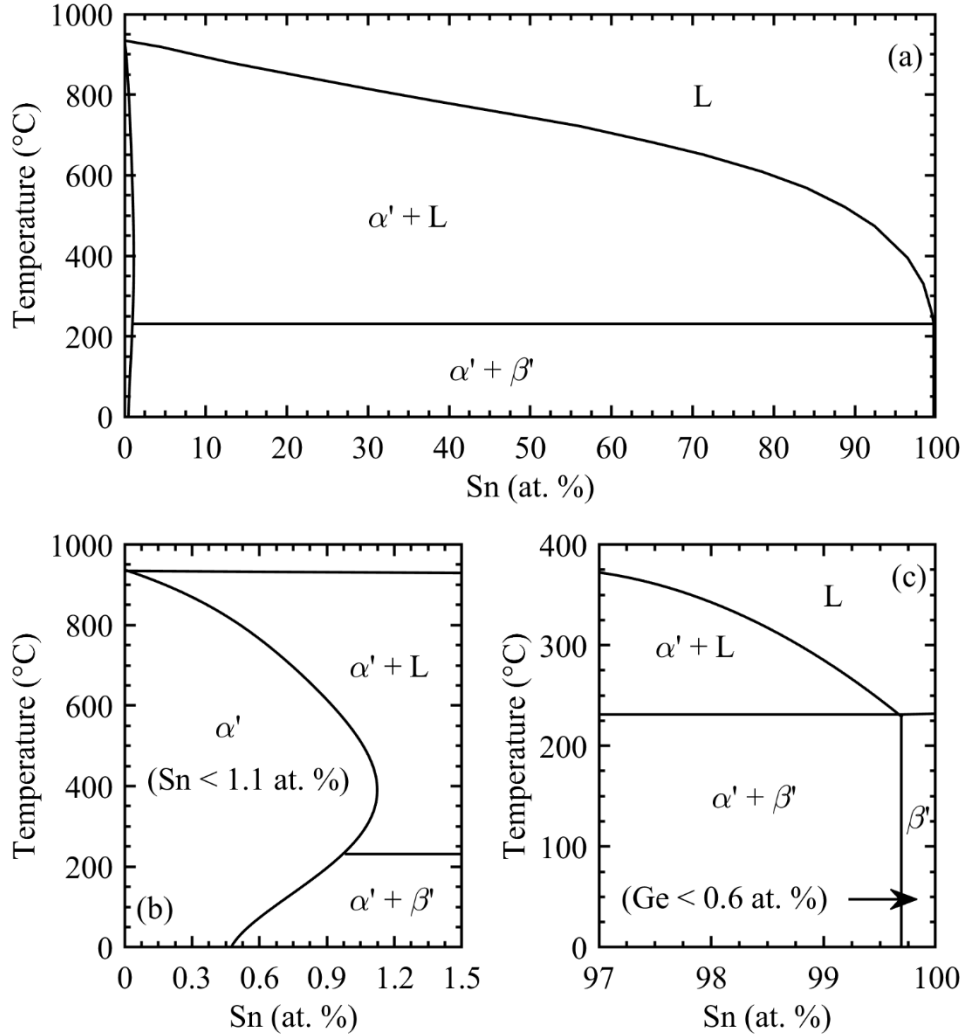 1000
(a)
800
L
600
Temperature (°C)
α' + L
400
200
α' + β'
0
0 10 20 30 40 50 60 70 80 90 100
Sn (at. %)
1000
800
α' + L
600
Temperature (°C)
α'
(Sn < 1.1 at. %)
400
200
(b)
α' + β'
0
0 0.3 0.6 0.9 1.2 1.5
Sn (at. %)
400
(c)
L
α' + L
300
Temperature (°C)
200
α' + β'
β'
100
(Ge < 0.6 at. %)
0
97 98 99 100
Sn (at. %)